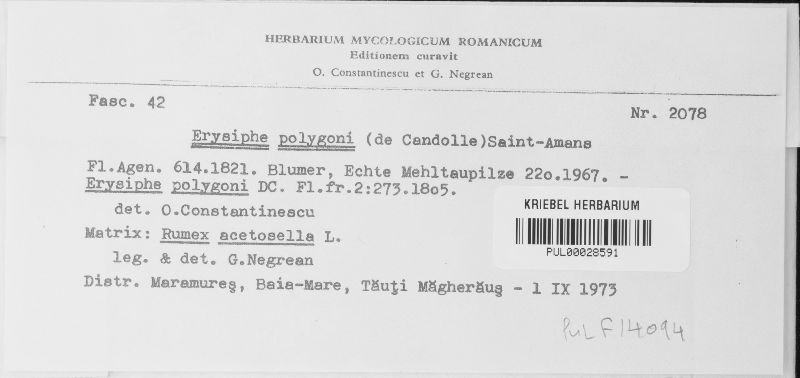 HERBARIUM MYCOLOGICUM ROMANICUM
Editionem curavit
O. Constantinescu et G. Negrean
Fasc. 42
Nr. 2078
Erysiphe polygoni (de Candolle)Saint-Amans
Fl.Agen. 614.1821. Blumer, Echte Mehltaupilze 22o.1967. -
Erysiphe polygoni DC. Fl.fr.2:273.18o5.
det. O.Constantinescu
Matrix: Rumex acetosella L.
leg. & det. G.Negrean
Distr. Maramureş, Baia-Mare, Tăuţi Măgherăuş - 1 IX 1973
KRIEBEL HERBARIUM
PUL00028591
PUL F14094